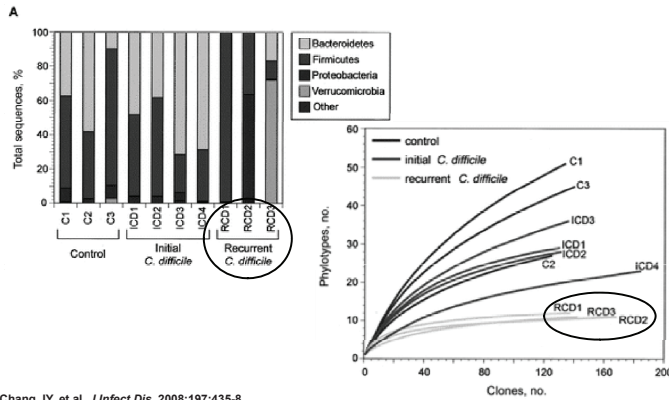 A
Total sequences, %
100
80
60
40
20
0
C1
C2
C3
ICD1
ICD2
ICD3
ICD4
RCD1
RCD2
RCD3
Control
Initial
C. difficile
Recurrent
C. difficile
Bacteroidetes
Firmicutes
Proteobacteria
Verrucomicrobia
Other
Phylotypes, no.
60
50
40
30
20
10
0
control
initial C. difficile
recurrent C. difficile
C1
C3
ICD3
ICD1
ICD2
C2
ICD4
RCD1
RCD3
RCD2
0
40
80
120
160
200
Clones, no.
Chang JY, et al. J Infect Dis. 2008;197:435-8